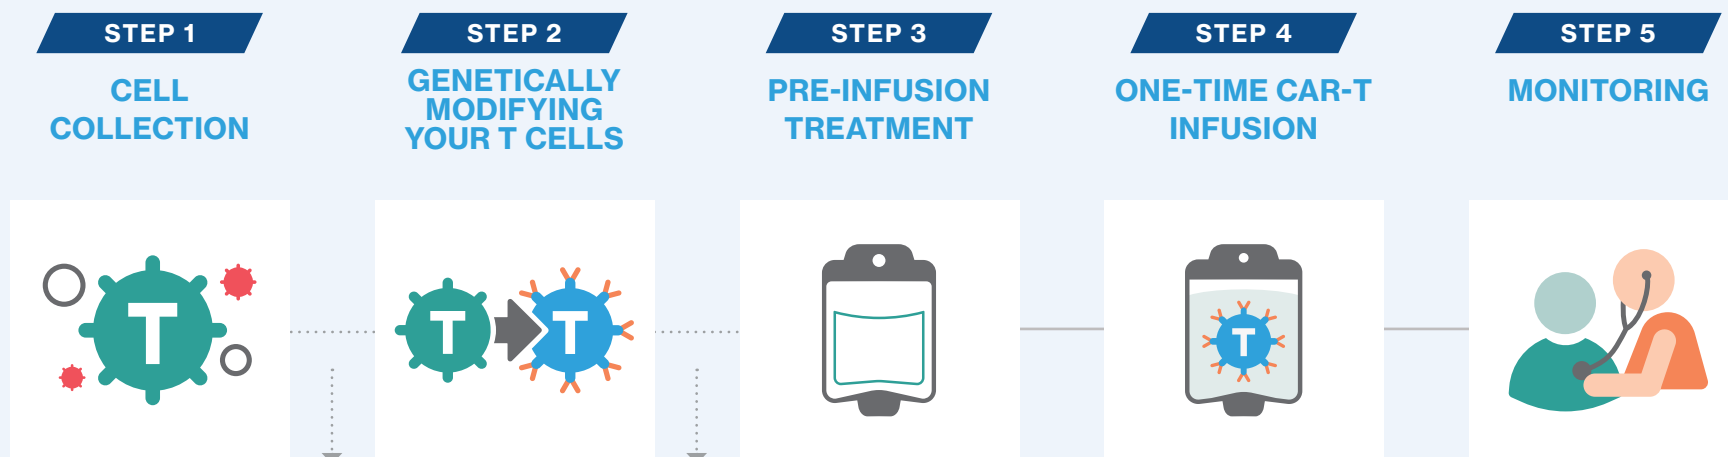 STEP 1
CELL
COLLECTION
STEP 2
GENETICALLY
MODIFYING
YOUR T CELLS
STEP 3
PRE-INFUSION
TREATMENT
STEP 4
ONE-TIME CAR-T
INFUSION
STEP 5
MONITORING
T
T
T
T